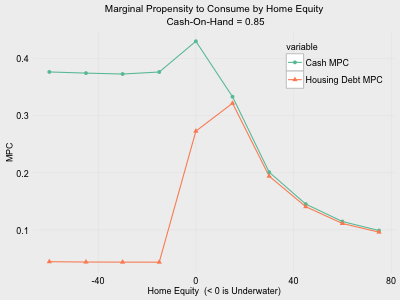 Marginal Propensity to Consume by Home Equity
Cash-On-Hand = 0.85
variable
Cash MPC
Housing Debt MPC
MPC
0.4
0.3
0.2
0.1
-40 0 40 80
Home Equity (< 0 is Underwater)